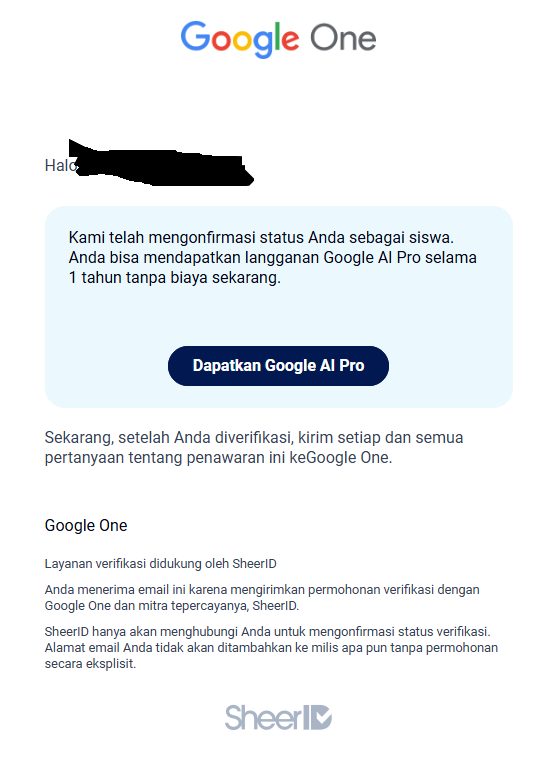 Google One
Halo
Kami telah mengonfirmasi status Anda sebagai siswa.
Anda bisa mendapatkan langganan Google AI Pro selama
1 tahun tanpa biaya sekarang.
Dapatkan Google AI Pro
Sekarang, setelah Anda diverifikasi, kirim setiap dan semua
pertanyaan tentang penawaran ini keGoogle One.
Google One
Layanan verifikasi didukung oleh SheerID
Anda menerima email ini karena mengirimkan permohonan verifikasi dengan
Google One dan mitra tepercayanya, SheerID.
SheerID hanya akan menghubungi Anda untuk mengonfirmasi status verifikasi.
Alamat email Anda tidak akan ditambahkan ke milis apa pun tanpa permohonan
secara eksplisit.
SheerID